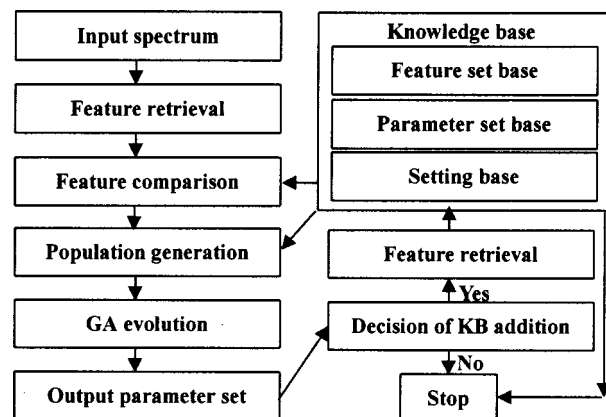 Input spectrum
Feature retrieval
Feature comparison
Population generation
GA evolution
Output parameter set
Knowledge base
Feature set base
Parameter set base
Setting base
Feature retrieval
Yes
Decision of KB addition
No
Stop